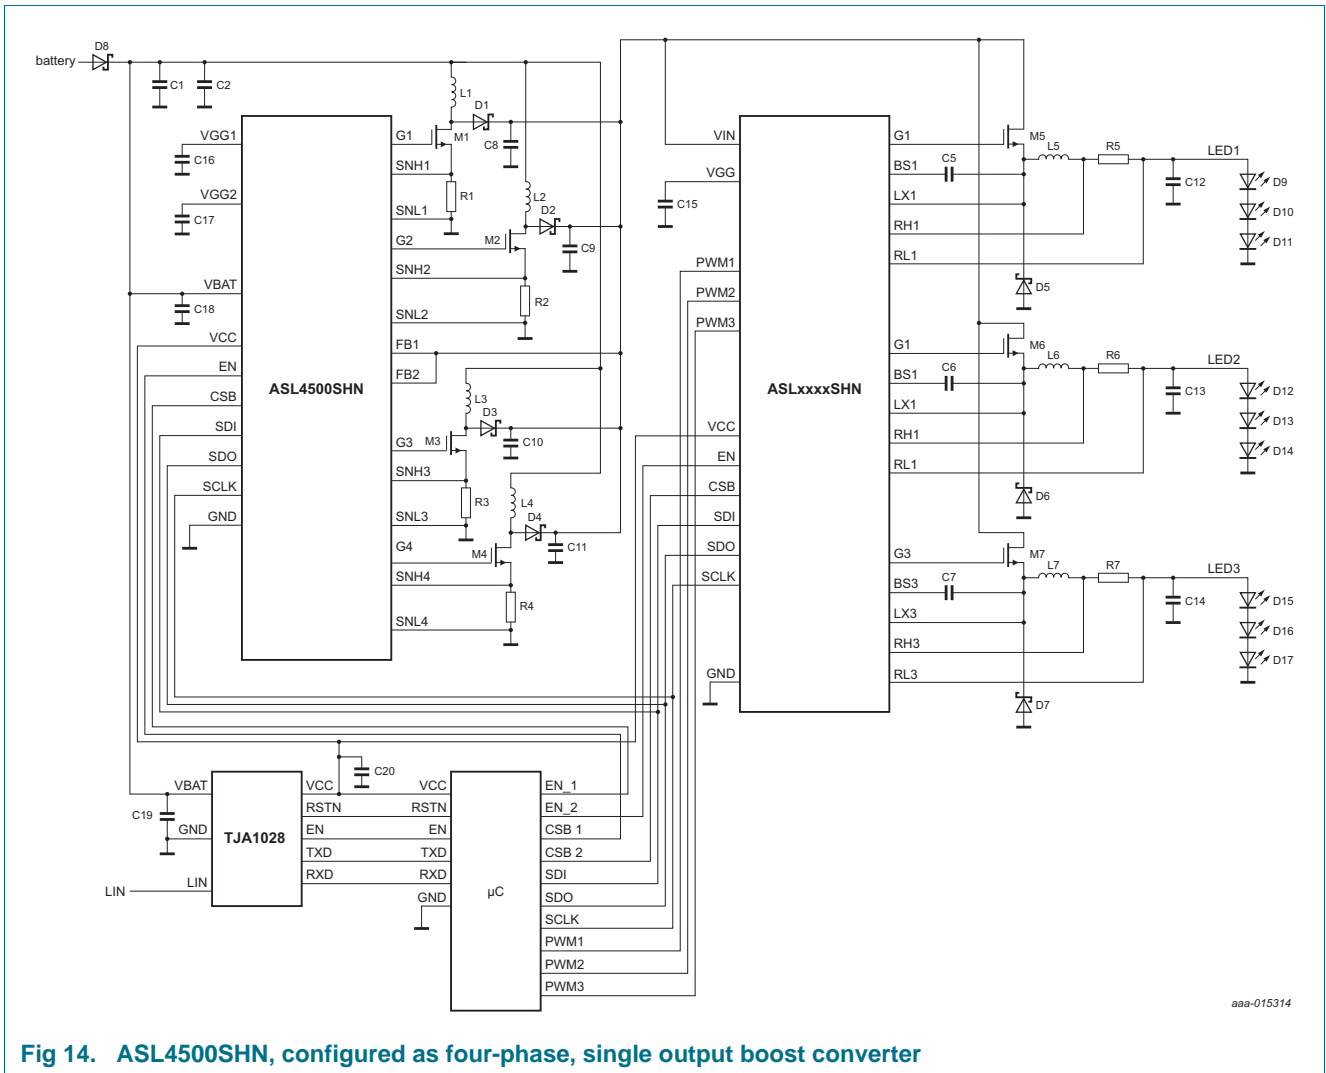 battery
D8
C1
C2
L1
D1
M1
C8
R1
L2
D2
M2
C9
R2
C16
C17
C18
VGG1
VGG2
VBAT
VCC
EN
CSB
SDI
SDO
SCLK
GND
ASL4500SHN
G1
SNH1
SNL1
G2
SNH2
SNL2
FB1
FB2
G3
SNH3
SNL3
G4
SNH4
SNL4
L3
D3
M3
C10
R3
L4
D4
M4
C11
R4
VIN
VGG
C15
PWM1
PWM2
PWM3
VCC
EN
CSB
SDI
SDO
SCLK
GND
ASLxxxxSHN
G1
BS1
LX1
RH1
RL1
G1
BS1
LX1
RH1
RL1
G3
BS3
LX3
RH3
RL3
C5
M5
L5
R5
LED1
C12
D9
D10
D11
D5
C6
M6
L6
R6
LED2
C13
D12
D13
D14
D6
C7
M7
L7
R7
LED3
C14
D15
D16
D17
D7
C19
C20
LIN
VBAT
GND
LIN
TJA1028
VCC
RSTN
EN
TXD
RXD
VCC
RSTN
EN
TXD
RXD
GND
µC
EN_1
EN_2
CSB 1
CSB 2
SDI
SDO
SCLK
PWM1
PWM2
PWM3
aaa-015314
Fig 14. ASL4500SHN, configured as four-phase, single output boost converter